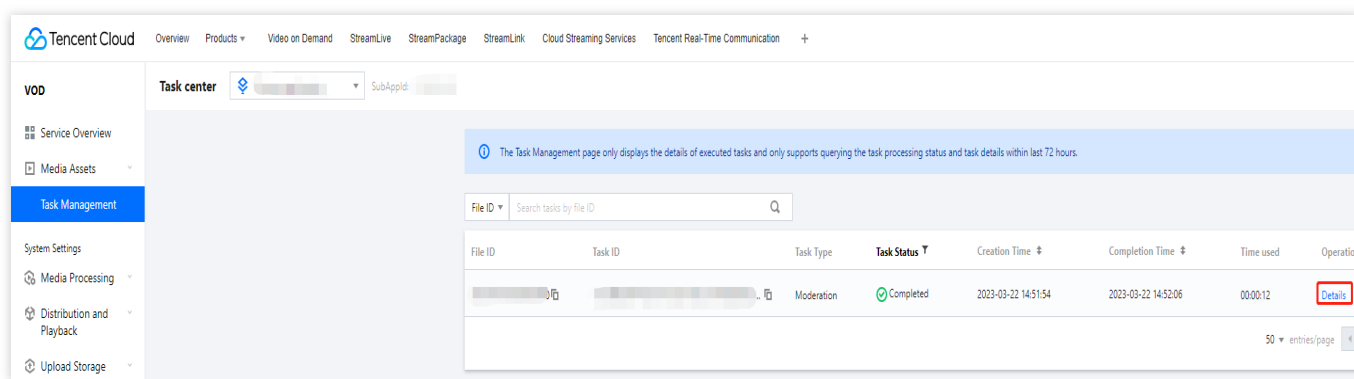 Tencent Cloud Overview Products Video on Demand StreamLive StreamPackage StreamLink Cloud Streaming Services Tencent Real-Time Communication +
VOD
Task center SubAppId:
Service Overview
Media Assets
Task Management
System Settings
Media Processing
Distribution and
Playback
Upload Storage
The Task Management page only displays the details of executed tasks and only supports querying the task processing status and task details within last 72 hours.
File ID Search tasks by file ID
File ID Task ID Task Type Task Status Creation Time Completion Time Time used Operatio
Moderation Completed 2023-03-22 14:51:54 2023-03-22 14:52:06 00:00:12 Details
50 entries/page